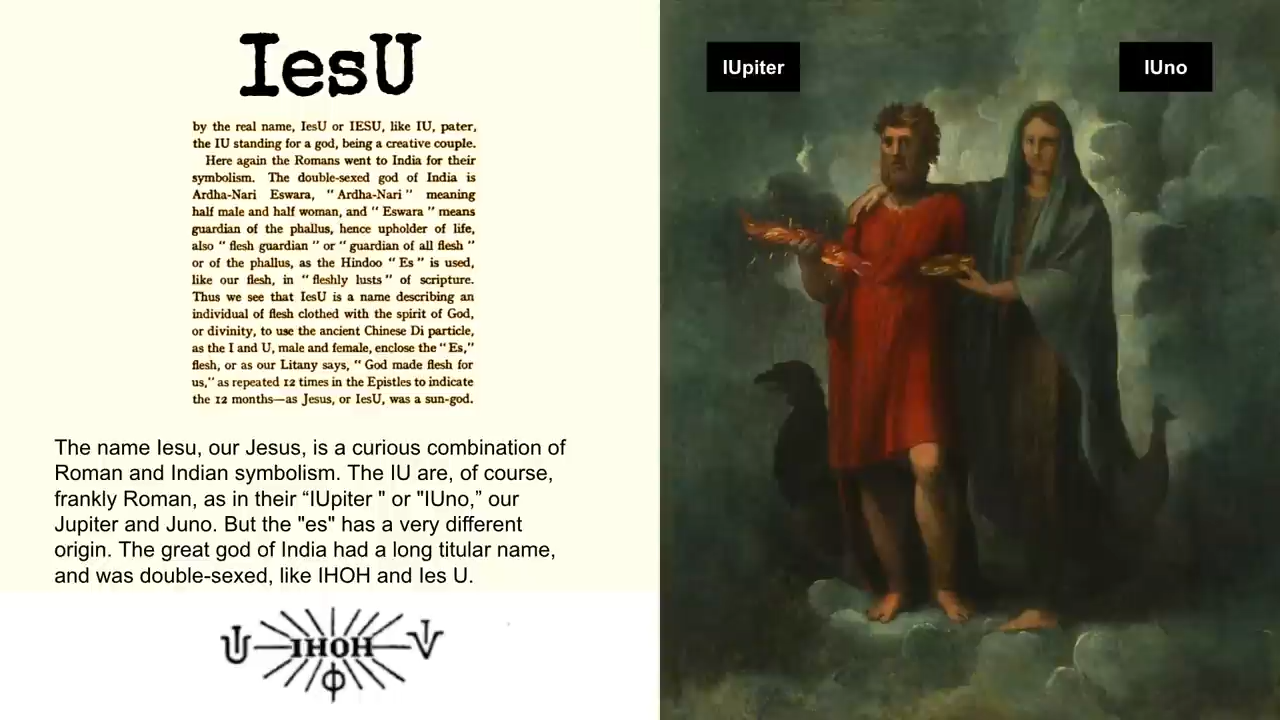 IesU
by the real name, IesU or IESU, like IU, pater,
the IU standing for a god, being a creative couple.
Here again the Romans went to India for their
symbolism. The double-sexed god of India is
Ardha-Nari Eswara, "Ardha-Nari" meaning
half male and half woman, and "Eswara" means
guardian of the phallus, hence upholder of life,
also "flesh guardian" or "guardian of all flesh"
or of the phallus, as the Hindoo "Es" is used,
like our flesh, in "fleshly lusts" of scripture.
Thus we see that IesU is a name describing an
individual of flesh clothed with the spirit of God,
or divinity, to use the ancient Chinese Di particle,
as the I and U, male and female, enclose the "Es,"
flesh, or as our Litany says, "God made flesh for
us," as repeated 12 times in the Epistles to indicate
the 12 months—as Jesus, or IesU, was a sun-god.
The name Iesu, our Jesus, is a curious combination of
Roman and Indian symbolism. The IU are, of course,
frankly Roman, as in their “IUpiter " or "IUno,” our
Jupiter and Juno. But the "es" has a very different
origin. The great god of India had a long titular name,
and was double-sexed, like IHOH and Ies U.
IHOH
Φ
IUpiter
IUno